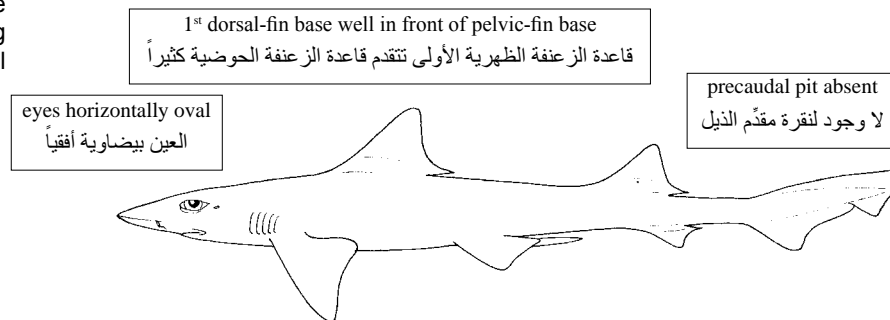 e
g
l
1st dorsal-fin base well in front of pelvic-fin base
قاعدة الزعنفة الظهرية الأولى تتقدم قاعدة الزعنفة الحوضية كثيراً
eyes horizontally oval
العين بيضاوية أفقياً
precaudal pit absent
لا وجود لنقرة مقدِّم الذيل